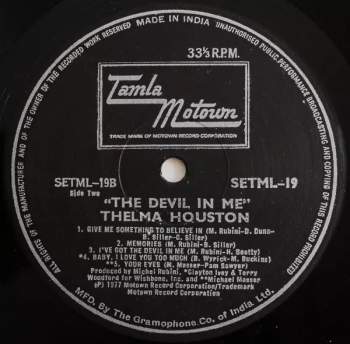 MADE IN INDIA
ALL RIGHTS OF THE MANUFACTURER AND OF THE OWNER OF THE RECORDED WORK RESERVED
UNAUTHORISED PUBLIC PERFORMANCE BROADCASTING AND COPYING OF THIS RECORD PROHIBITED
33⅓ R.P.M.
Tamla
Motown
TRADE MARK OF MOTOWN RECORD CORPORATION
SETML-19B
SETML-19
Side Two
"THE DEVIL IN ME"
THELMA HOUSTON
1. GIVE ME SOMETHING TO BELIEVE IN (M. Rubini-D. Dunn-
B. Siller-C. Siller)
2. MEMORIES (M. Rubini-B. Siller)
3. I'VE GOT THE DEVIL IN ME (M. Rubini-N. Beatty)
*4. BABY, I LOVE YOU TOO MUCH (B. Wyrick-M. Buckins)
**5. YOUR EYES (M. Masser-Pam Sawyer)
Produced by Michel Rubini, *Clayton Ivey & Terry
Woodford for Wishbone, Inc. and **Michael Masser
℗ 1977 Motown Record Corporation/Trademark
Motown Record Corporation
MFD. By The Gramophone Co. of India Ltd.